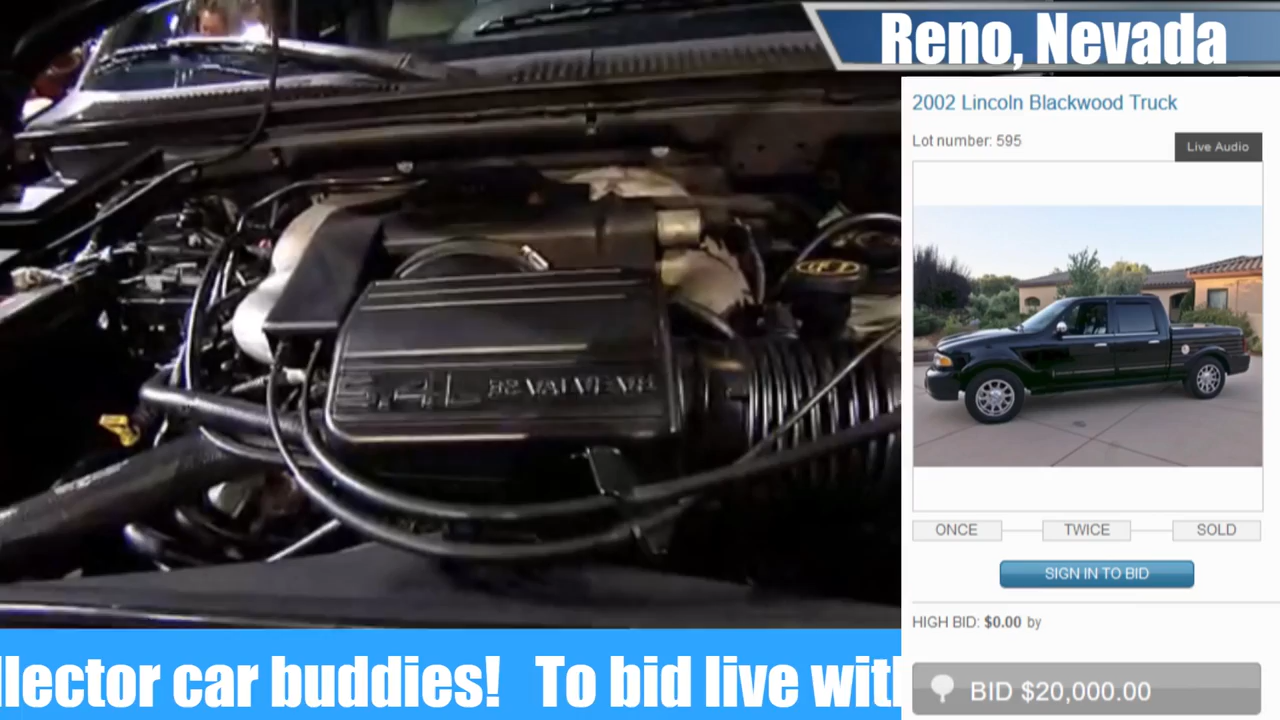 Reno, Nevada
2002 Lincoln Blackwood Truck
Lot number: 595
Live Audio
5.4L 32 VALVE V8
ONCE
TWICE
SOLD
SIGN IN TO BID
HIGH BID: $0.00 by
llector car buddies! To bid live with
BID $20,000.00